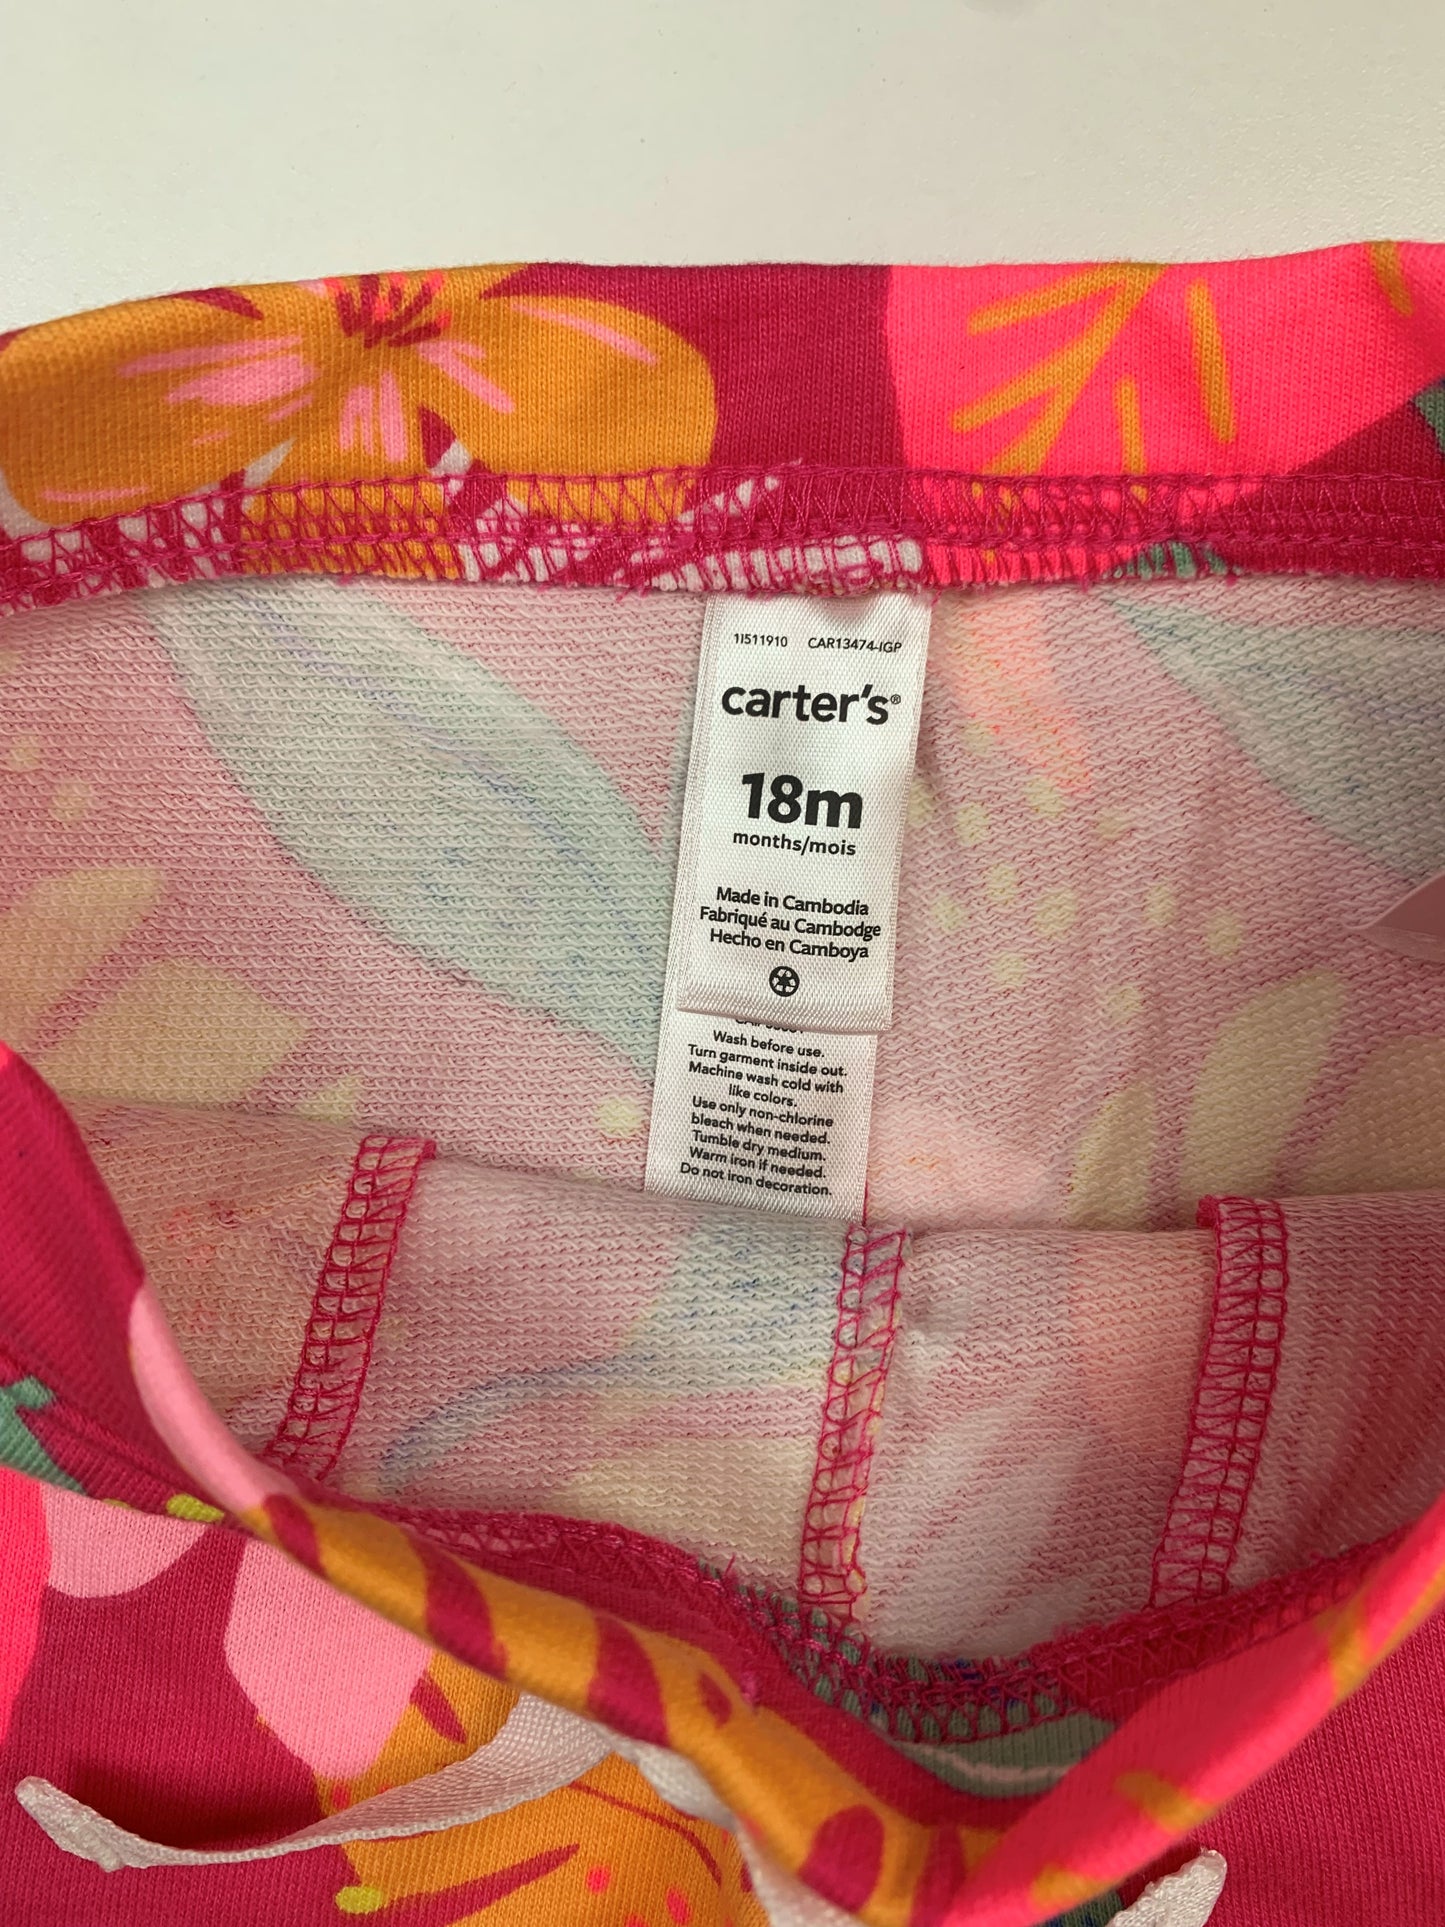 1I511910 CAR13474-IGP
carter's®
18m
months/mois
Made in Cambodia
Fabriqué au Cambodge
Hecho en Camboya
Wash before use.
Turn garment inside out.
Machine wash cold with
like colors.
Use only non-chlorine
bleach when needed.
Tumble dry medium.
Warm iron if needed.
Do not iron decoration.